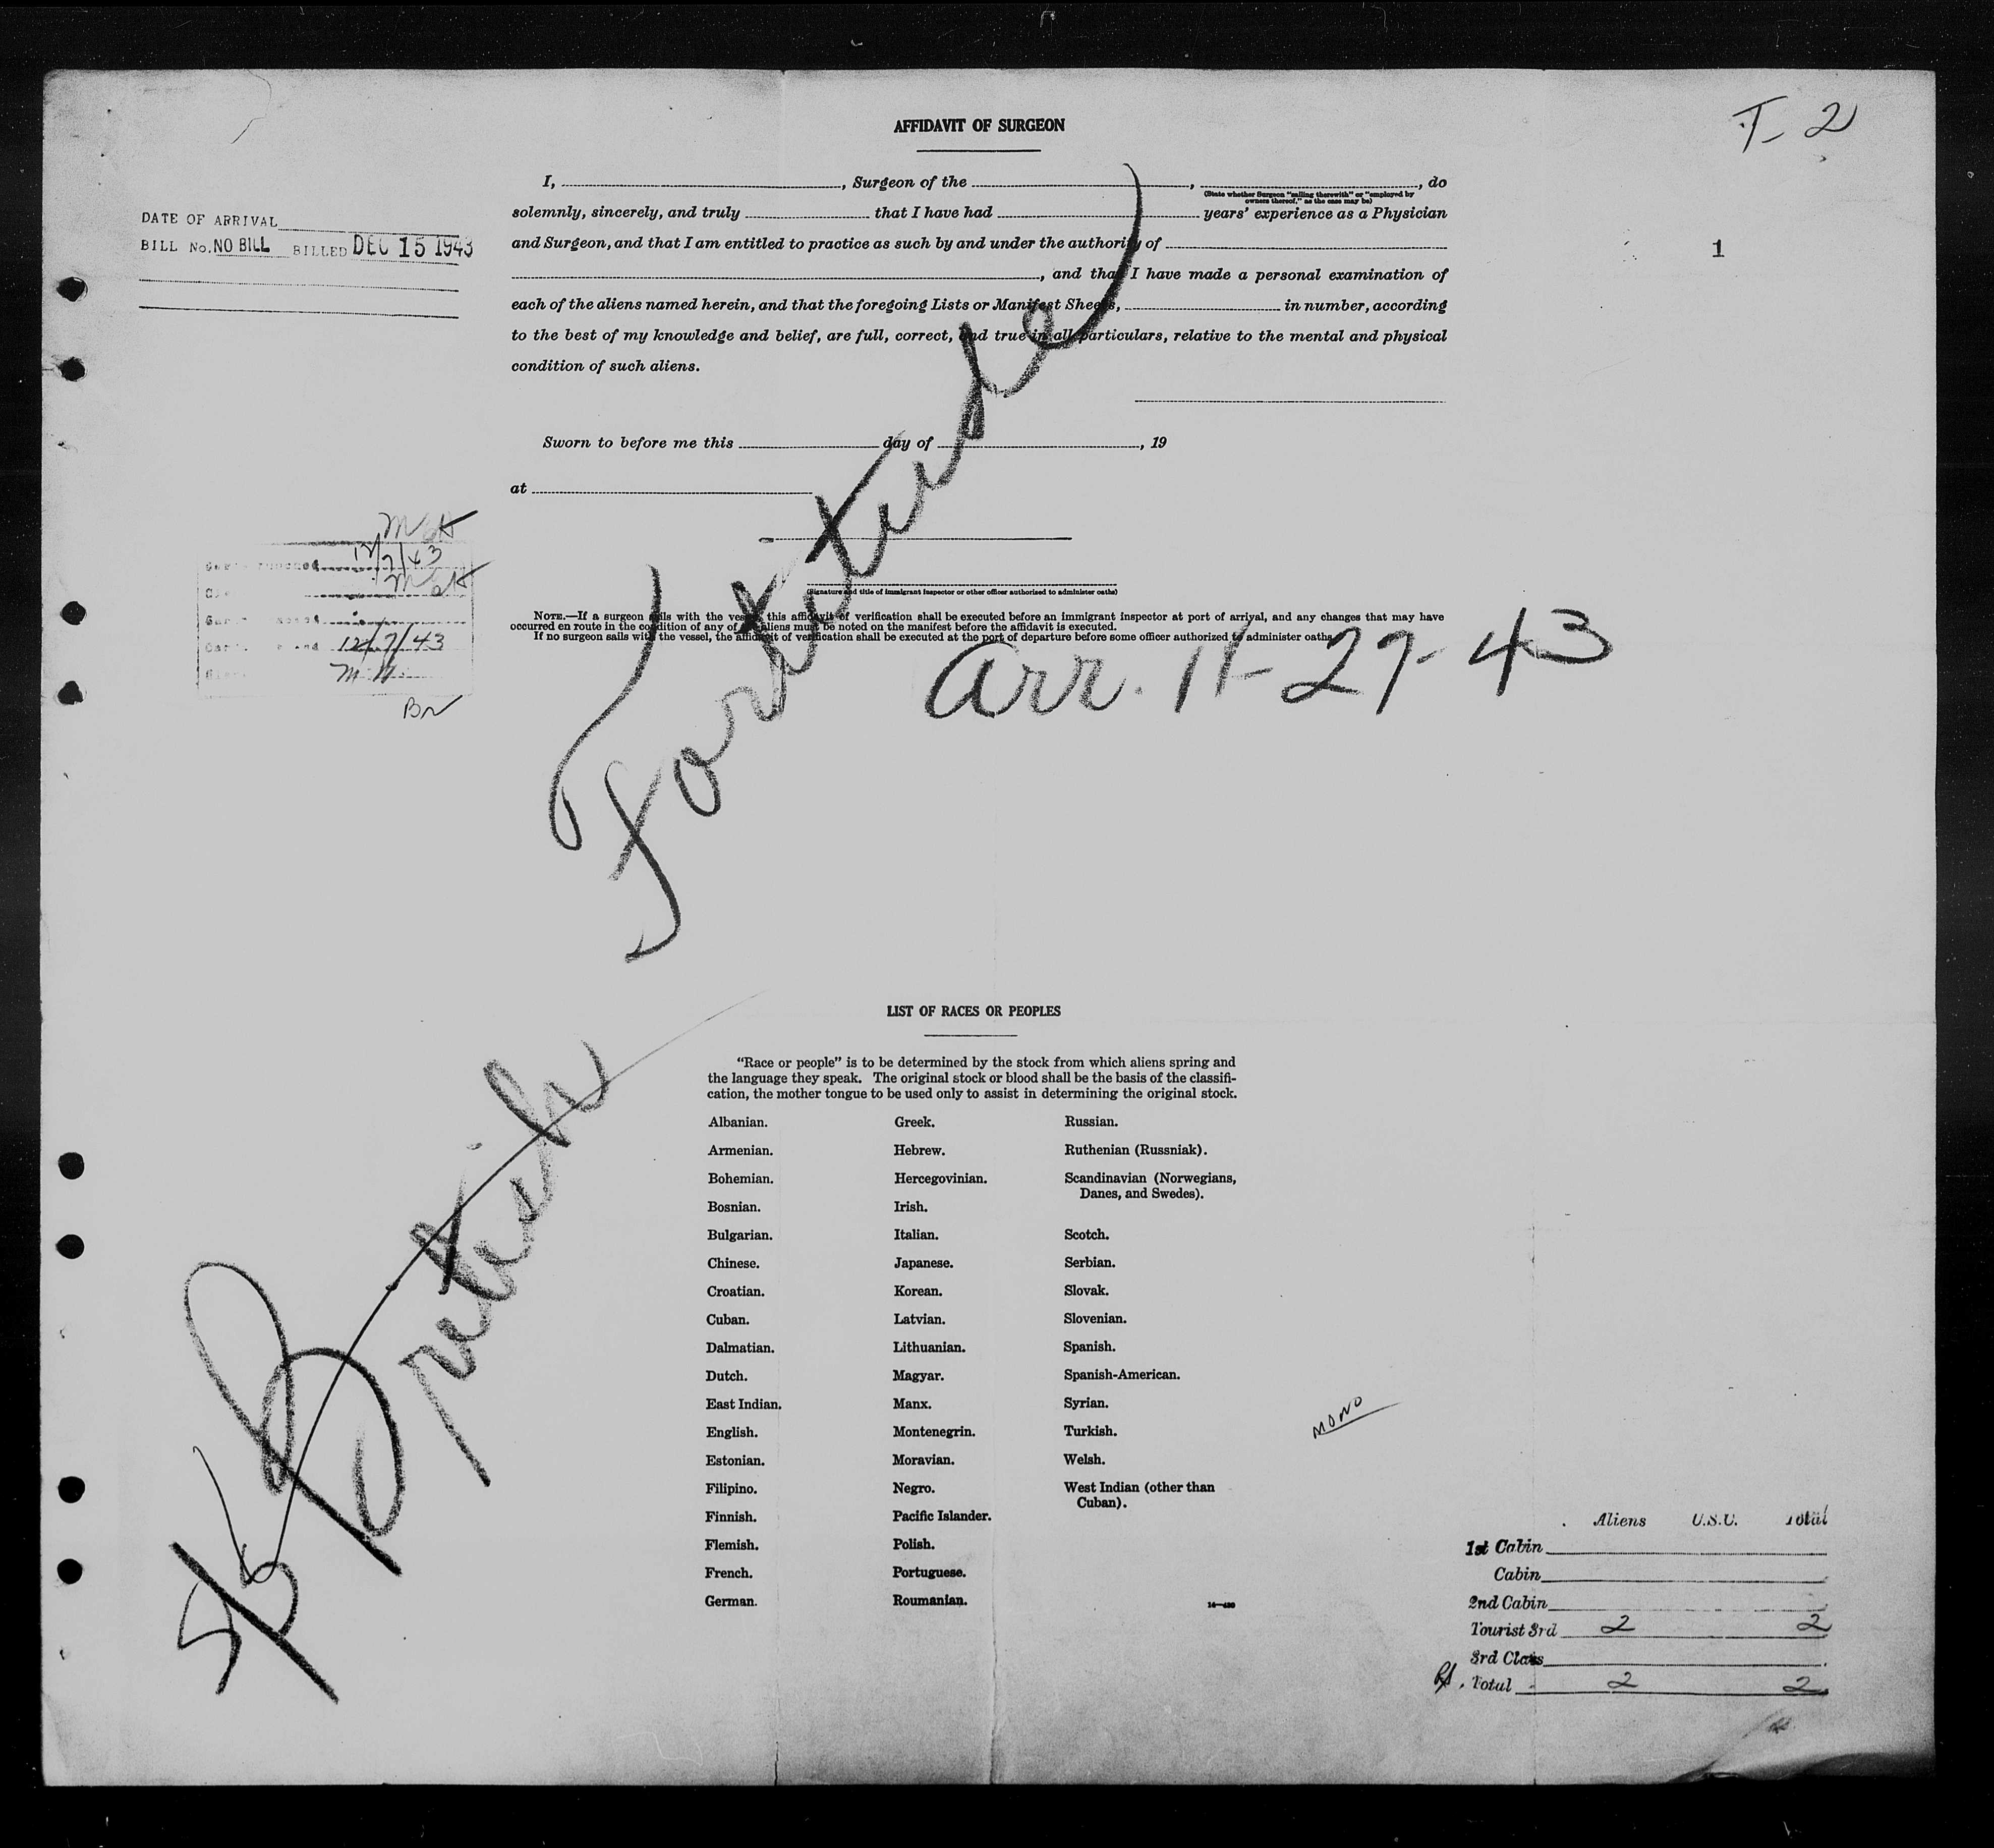 AFFIDAVIT OF SURGEON
T-2
I, , Surgeon of the , , do
(State whether Surgeon "sailing therewith" or "employed by
owners thereof," as the case may be)
solemnly, sincerely, and truly that I have had years' experience as a Physician
and Surgeon, and that I am entitled to practice as such by and under the authority of
, and that I have made a personal examination of
each of the aliens named herein, and that the foregoing Lists or Manifest Sheets, in number, according
to the best of my knowledge and belief, are full, correct, and true in all particulars, relative to the mental and physical
condition of such aliens.
DATE OF ARRIVAL
BILL No. NO BILL BILLED DEC 15 1943
1
Sworn to before me this day of , 19
at
(Signature and title of immigrant inspector or other officer authorized to administer oaths)
12/7/43
12/7/43
M.H.
NOTE.—If a surgeon sails with the vessel, this affidavit of verification shall be executed before an immigrant inspector at port of arrival, and any changes that may have
occurred en route in the condition of any of the aliens must be noted on the manifest before the affidavit is executed.
If no surgeon sails with the vessel, the affidavit of verification shall be executed at the port of departure before some officer authorized to administer oaths.
Arr. 11-27-43
Fortitude
British
LIST OF RACES OR PEOPLES
"Race or people" is to be determined by the stock from which aliens spring and
the language they speak. The original stock or blood shall be the basis of the classifi-
cation, the mother tongue to be used only to assist in determining the original stock.
Albanian. Greek. Russian.
Armenian. Hebrew. Ruthenian (Russniak).
Bohemian. Hercegovinian. Scandinavian (Norwegians,
Danes, and Swedes).
Bosnian. Irish.
Bulgarian. Italian. Scotch.
Chinese. Japanese. Serbian.
Croatian. Korean. Slovak.
Cuban. Latvian. Slovenian.
Dalmatian. Lithuanian. Spanish.
Dutch. Magyar. Spanish-American.
East Indian. Manx. Syrian.
English. Montenegrin. Turkish.
Estonian. Moravian. Welsh.
Filipino. Negro. West Indian (other than
Cuban).
Finnish. Pacific Islander.
Flemish. Polish.
French. Portuguese.
German. Roumanian.
MONO
Aliens U.S.C. Total
1st Cabin
Cabin
2nd Cabin
Tourist 3rd 2 2
3rd Class
Total 2 2